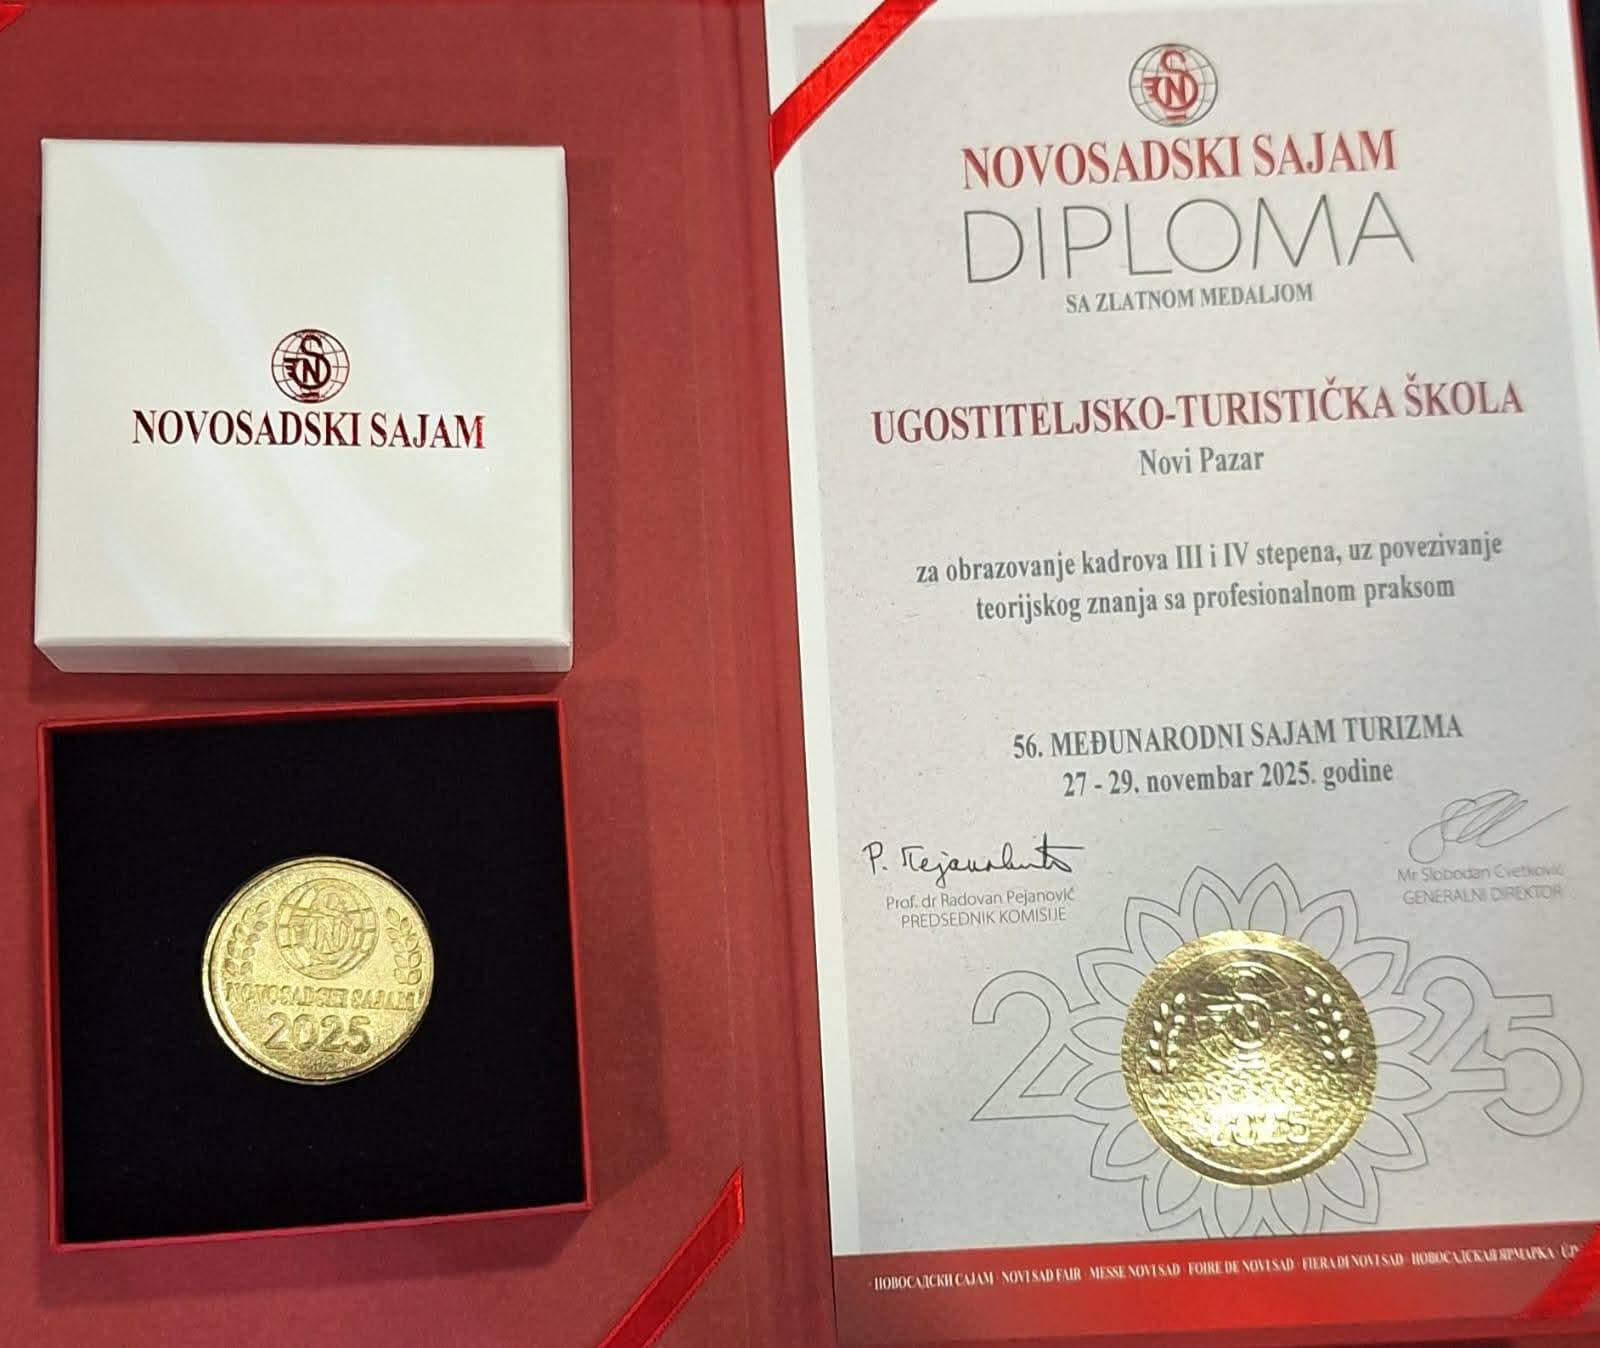 NOVOSADSKI SAJAM
NOVOSADSKI SAJAM
2025
NOVOSADSKI SAJAM
DIPLOMA
SA ZLATNOM MEDALJOM
UGOSTITELJSKO-TURISTIČKA ŠKOLA
Novi Pazar
za obrazovanje kadrova III i IV stepena, uz povezivanje
teorijskog znanja sa profesionalnom praksom
56. MEĐUNARODNI SAJAM TURIZMA
27 - 29. novembar 2025. godine
Prof. dr Radovan Pejanović
PREDSEDNIK KOMISIJE
Mr Slobodan Cvetković
GENERALNI DIREKTOR
2025
2025
НОВОСАДСКИ САЈАМ · NOVI SAD FAIR · MESSE NOVI SAD · FOIRE DE NOVI SAD · FIERA DI NOVI SAD · НОВОСАДСКАЯ ЯРМАРКА